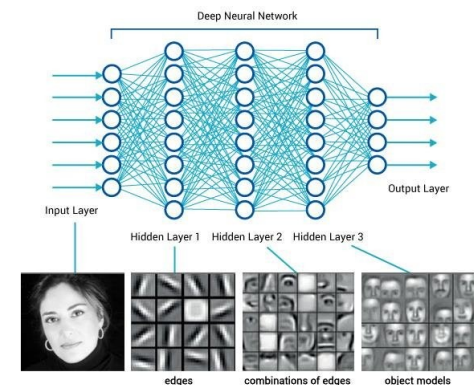 Deep Neural Network
Output Layer
Input Layer
Hidden Layer 1 Hidden Layer 2 Hidden Layer 3
edges combinations of edges object models